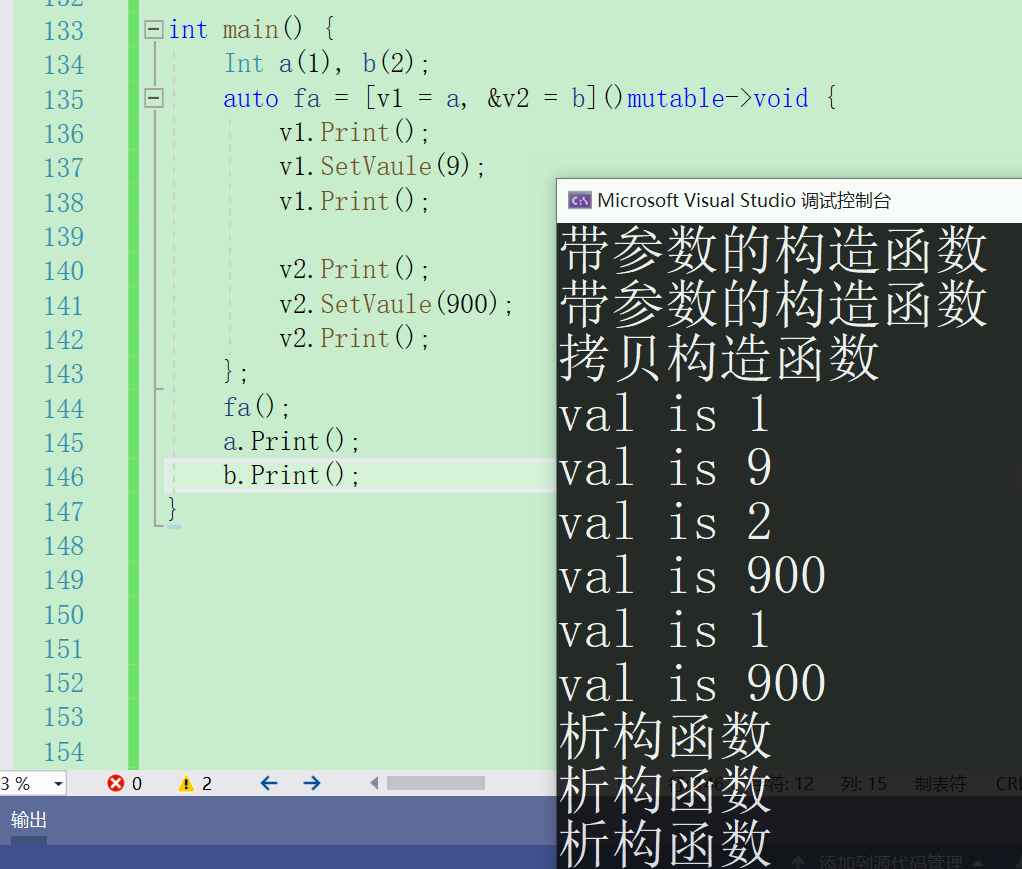 132
133 int main() {
134 Int a(1), b(2);
135 auto fa = [v1 = a, &v2 = b]()mutable->void {
136 v1.Print();
137 v1.SetVaule(9);
138 v1.Print();
139
140 v2.Print();
141 v2.SetVaule(900);
142 v2.Print();
143 };
144 fa();
145 a.Print();
146 b.Print();
147 }
148
149
150
151
152
153
154
Microsoft Visual Studio 调试控制台
带参数的构造函数
带参数的构造函数
拷贝构造函数
val is 1
val is 9
val is 2
val is 900
val is 1
val is 900
析构函数
析构函数
析构函数
3 % 0 2 字符: 12 列: 15 制表符
输出
添加到源代码管理